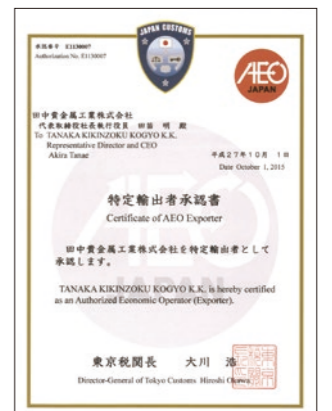 承認番号 E1130007
Authorization No. E1130007
JAPAN CUSTOMS
AEO
JAPAN
田中貴金属工業株式会社
代表取締役社長執行役員 田苗 明 殿
To TANAKA KIKINZOKU KOGYO K.K.
Representative Director and CEO
Akira Tanae
平成27年10月 1日
Date October 1, 2015
特定輸出者承認書
Certificate of AEO Exporter
田中貴金属工業株式会社を特定輸出者として
承認します。
TANAKA KIKINZOKU KOGYO K.K. is hereby certified
as an Authorized Economic Operator (Exporter).
JAPAN
東京税関長 大川 浩
Director-General of Tokyo Customs Hiroshi Okawa